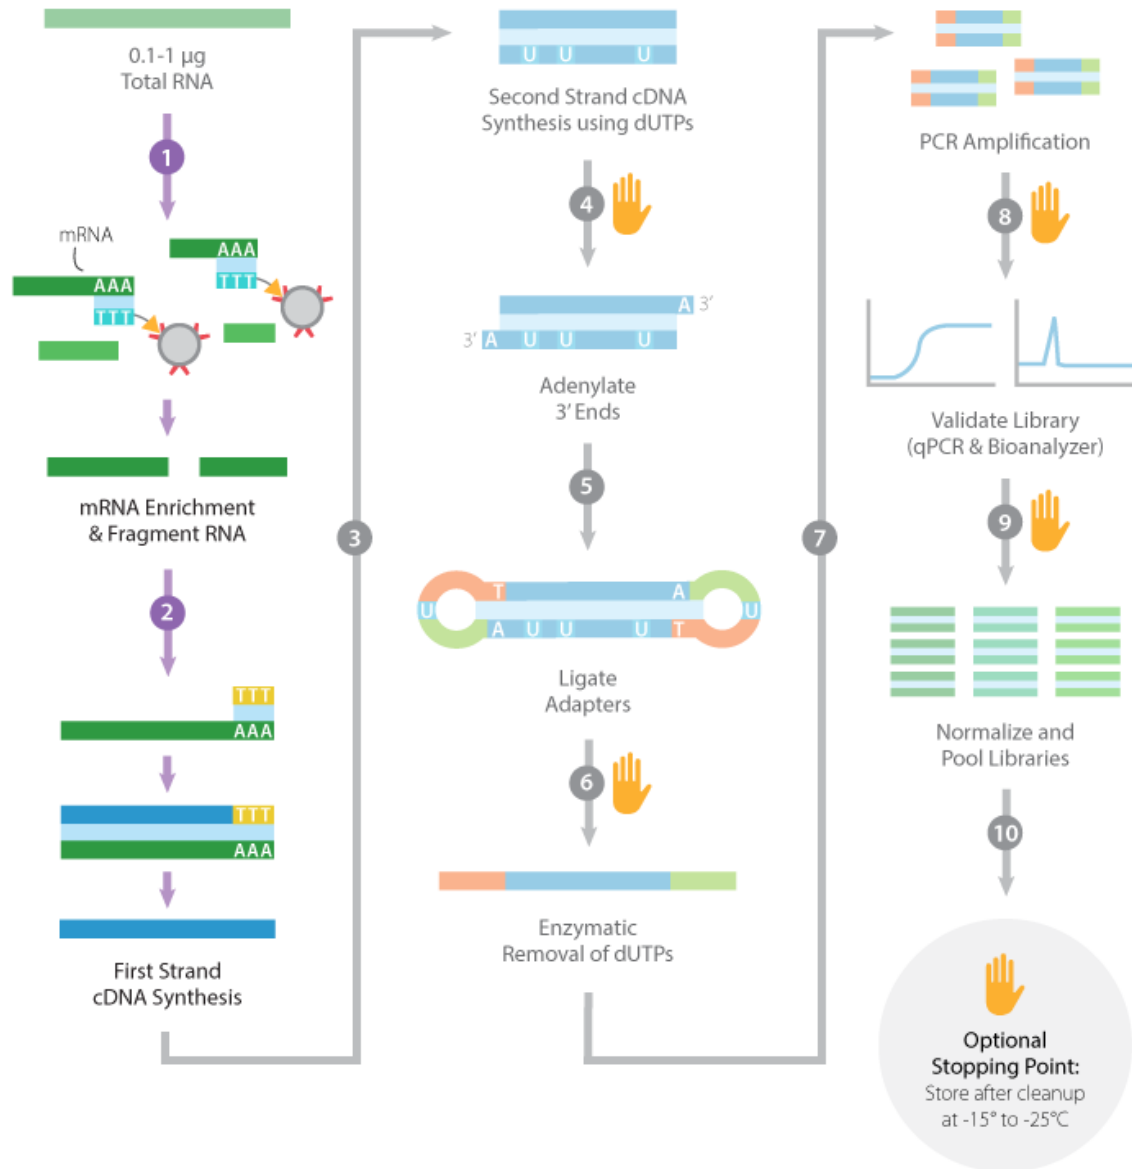 0.1-1 µg
Total RNA
1
mRNA
AAA
TTT
AAA
TTT
mRNA Enrichment
& Fragment RNA
2
TTT
AAA
TTT
AAA
First Strand
cDNA Synthesis
3
U U U
Second Strand cDNA
Synthesis using dUTPs
4
A 3’
3’ A U U U
Adenylate
3’ Ends
5
T A
U U
A U U U T
Ligate
Adapters
6
Enzymatic
Removal of dUTPs
7
PCR Amplification
8
Validate Library
(qPCR & Bioanalyzer)
9
Normalize and
Pool Libraries
10
Optional
Stopping Point:
Store after cleanup
at -15° to -25°C